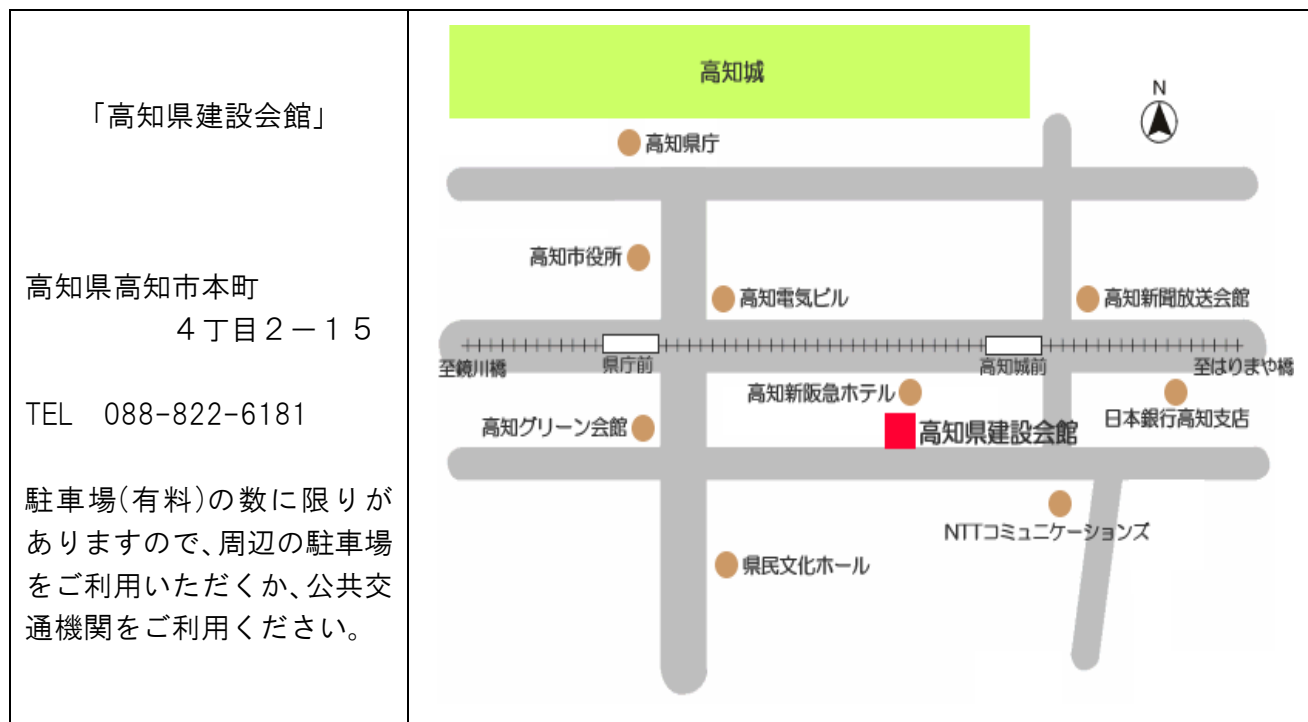 「高知県建設会館」
高知県高知市本町
４丁目２－１５
TEL　088-822-6181
駐車場(有料)の数に限りが
ありますので、周辺の駐車場
をご利用いただくか、公共交
通機関をご利用ください。
高知城
N
高知県庁
高知市役所
高知電気ビル
高知新聞放送会館
至鏡川橋
県庁前
高知城前
至はりまや橋
高知新阪急ホテル
日本銀行高知支店
高知グリーン会館
高知県建設会館
NTTコミュニケーションズ
県民文化ホール